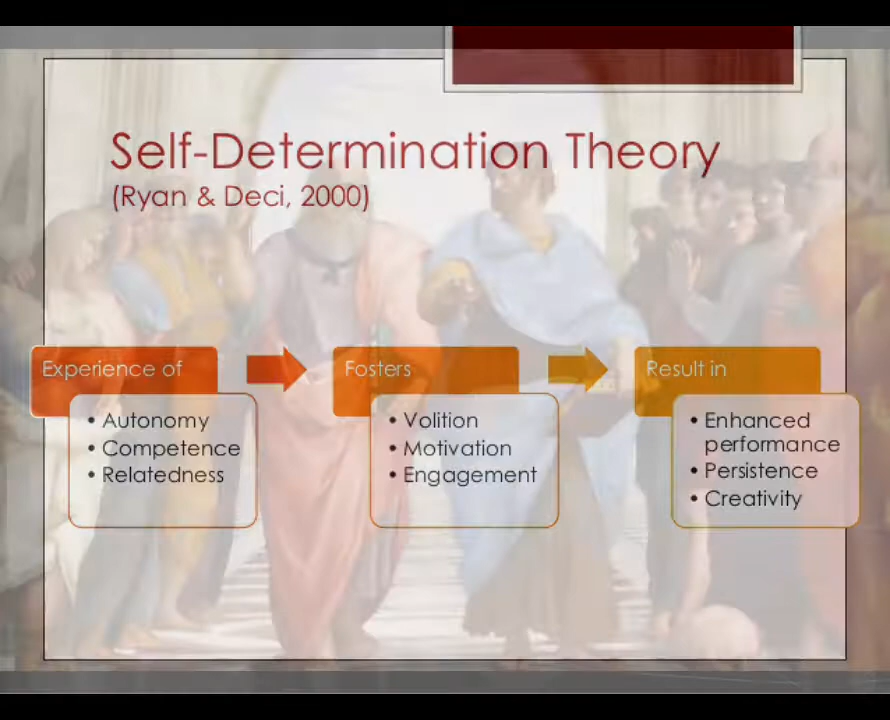 Self-Determination Theory
(Ryan & Deci, 2000)
Experience of
• Autonomy
• Competence
• Relatedness
Fosters
• Volition
• Motivation
• Engagement
Result in
• Enhanced
performance
• Persistence
• Creativity